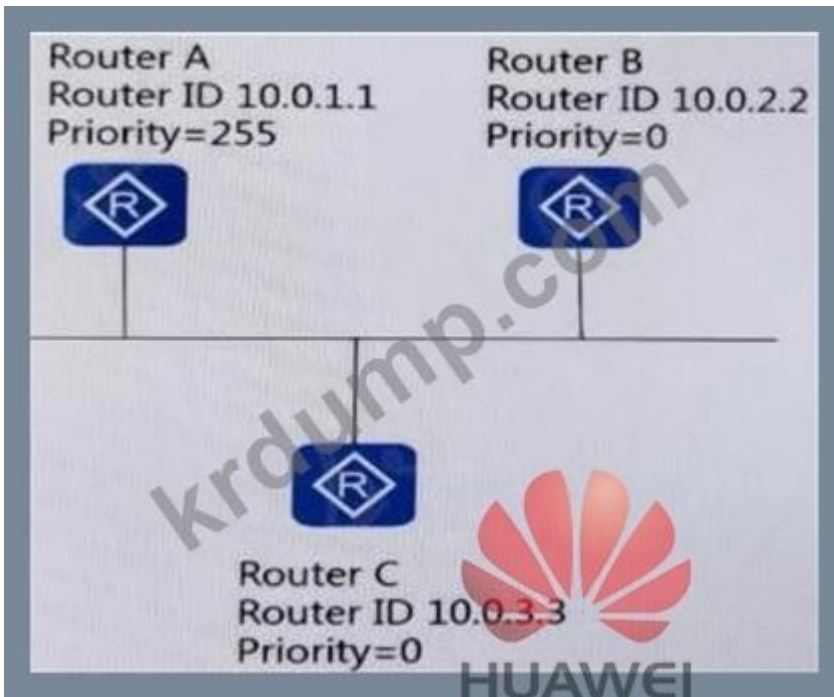 Router A
Router ID 10.0.1.1
Priority=255
Router B
Router ID 10.0.2.2
Priority=0
R
R
R
krdump.com
Router C
Router ID 10.0.3.3
Priority=0
HUAWEI